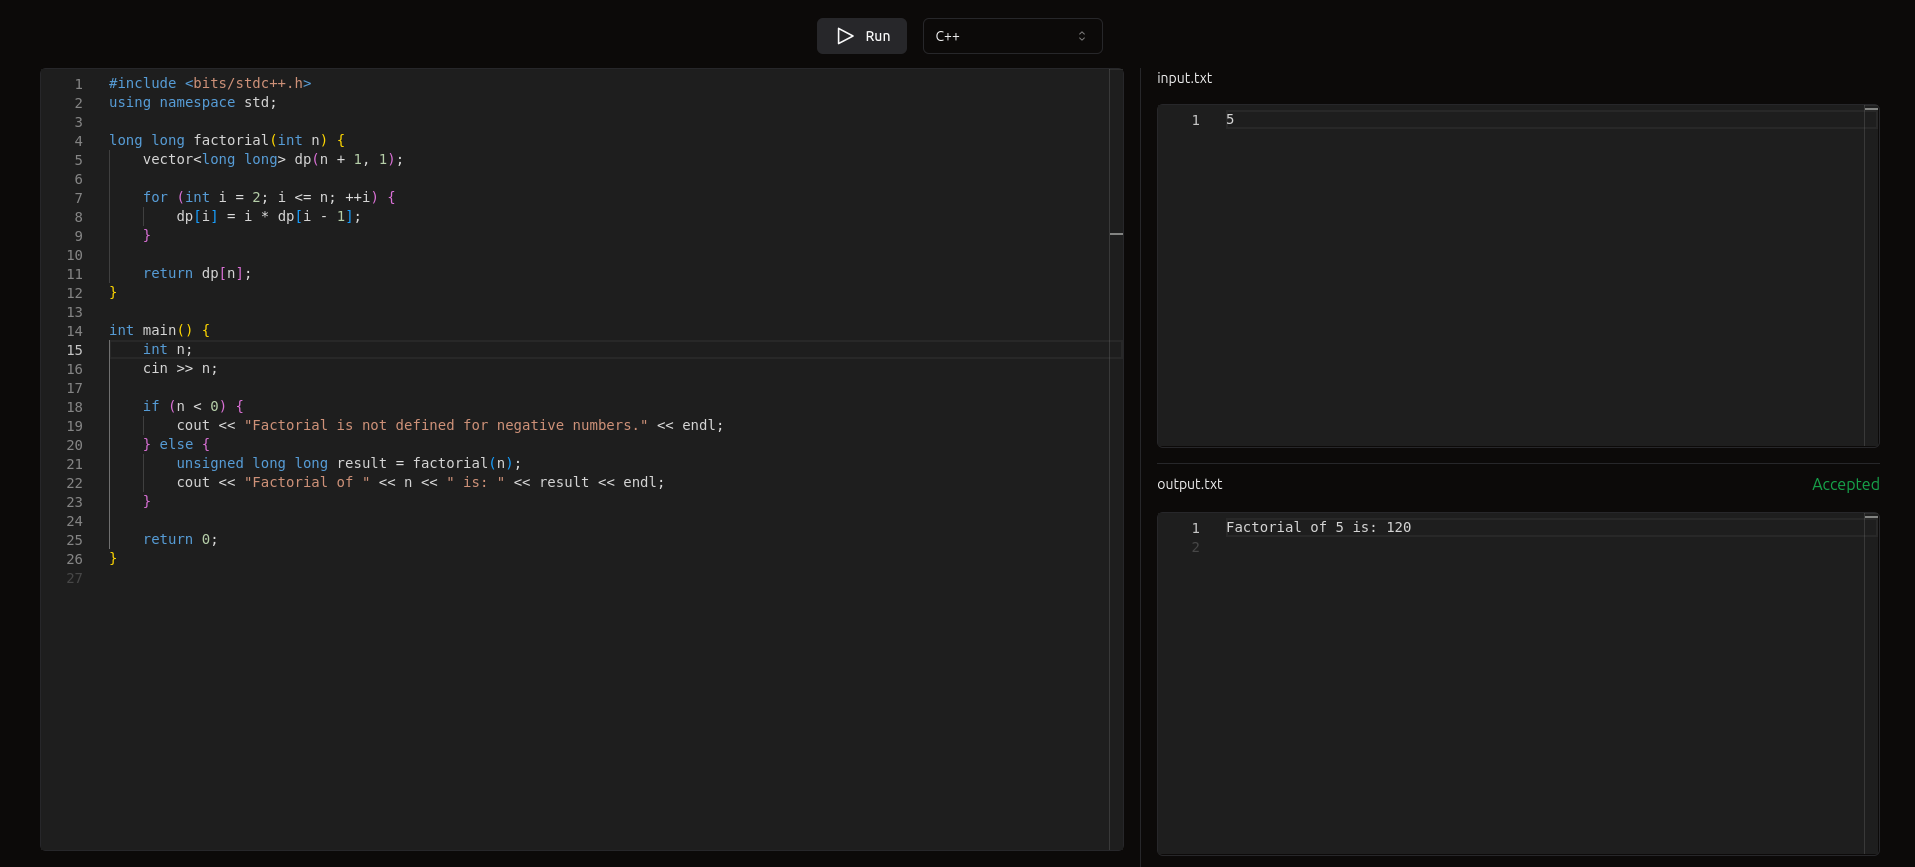 Run
C++
1 #include <bits/stdc++.h>
2 using namespace std;
3
4 long long factorial(int n) {
5     vector<long long> dp(n + 1, 1);
6
7     for (int i = 2; i <= n; ++i) {
8         dp[i] = i * dp[i - 1];
9     }
10
11     return dp[n];
12 }
13
14 int main() {
15     int n;
16     cin >> n;
17
18     if (n < 0) {
19         cout << "Factorial is not defined for negative numbers." << endl;
20     } else {
21         unsigned long long result = factorial(n);
22         cout << "Factorial of " << n << " is: " << result << endl;
23     }
24
25     return 0;
26 }
27
input.txt
1 5
output.txt
Accepted
1 Factorial of 5 is: 120
2